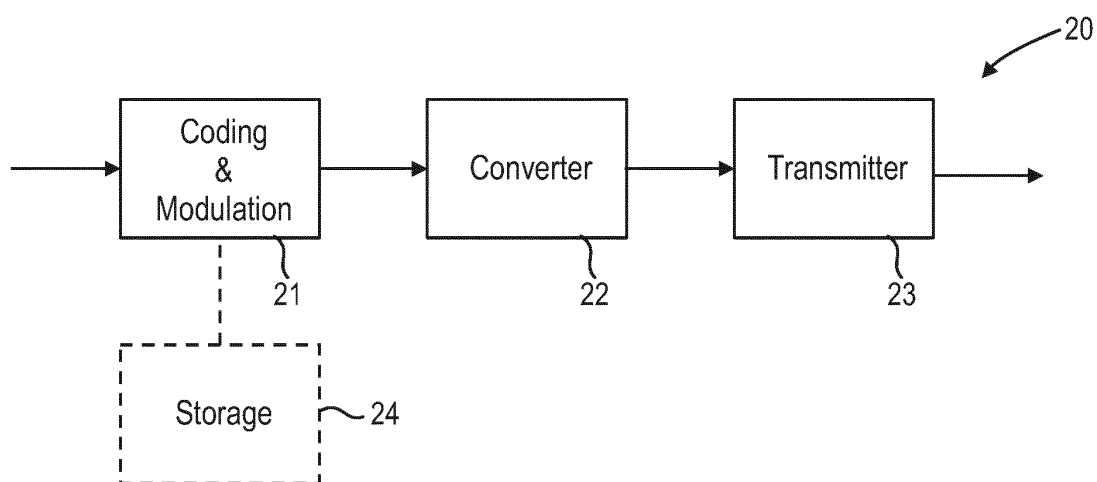 20
Coding
&
Modulation
Converter
Transmitter
21
22
23
Storage
24